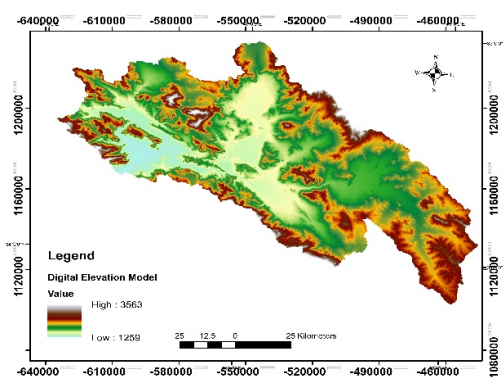 -640000 -610000 -580000 -550000 -520000 -490000 -460000
N
W E
S
1200000 1200000
1160000 1160000
1120000 1120000
1080000
Legend
Digital Elevation Model
Value
High : 3563
Low : 1259
25 12.5 0 25 Kilometers
-640000 -610000 -580000 -550000 -520000 -490000 -460000